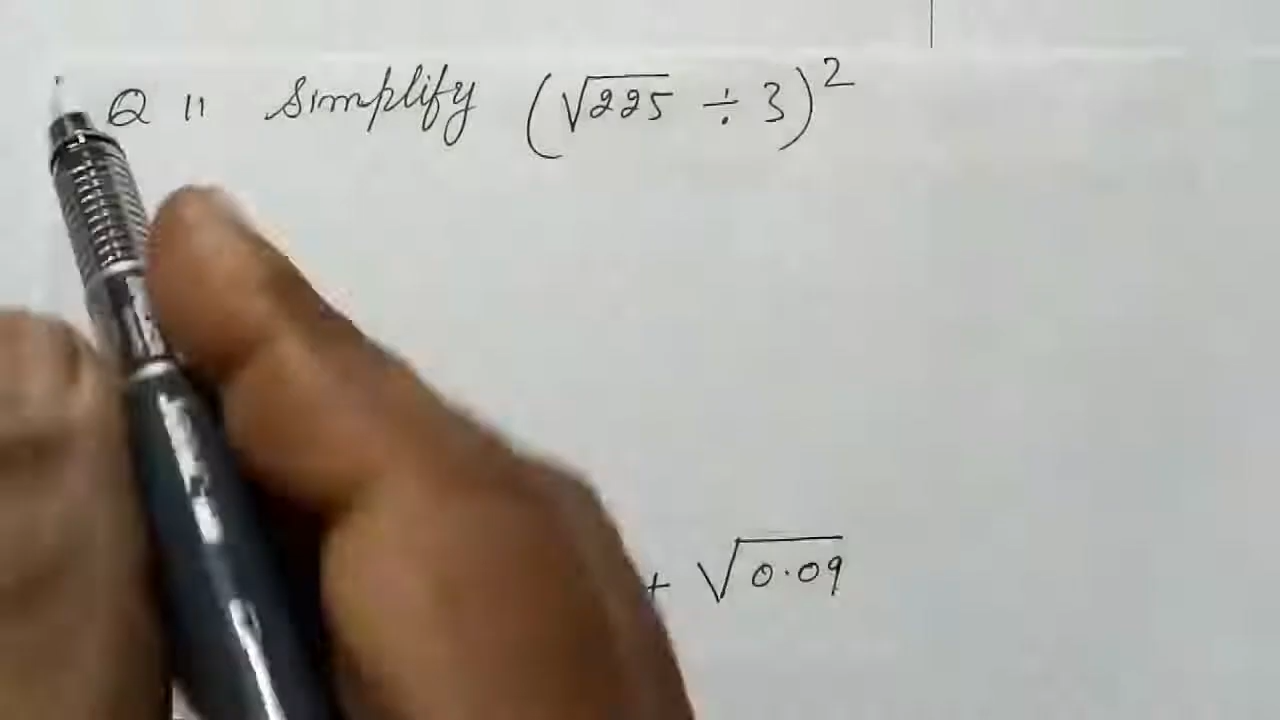 Q 11 Simplify (√225 ÷ 3)²
+ √0.09